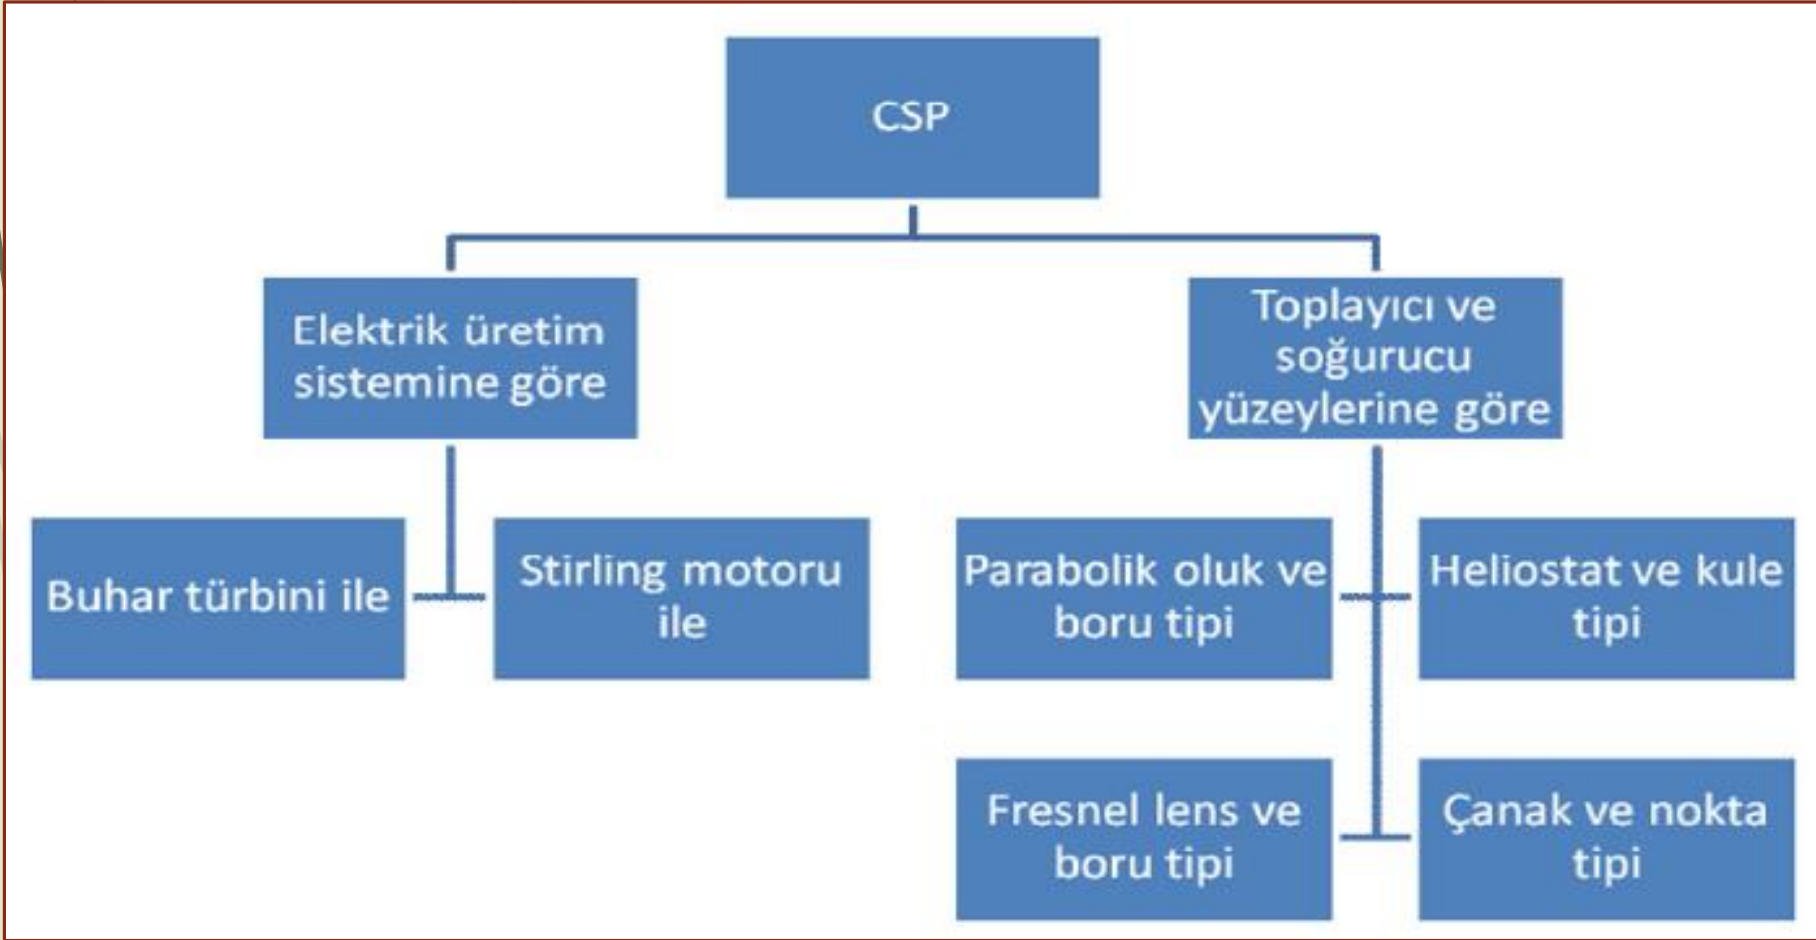 CSP
Elektrik üretim
sistemine göre
Toplayıcı ve
soğurucu
yüzeylerine göre
Buhar türbini ile
Stirling motoru
ile
Parabolik oluk ve
boru tipi
Heliostat ve kule
tipi
Fresnel lens ve
boru tipi
Çanak ve nokta
tipi